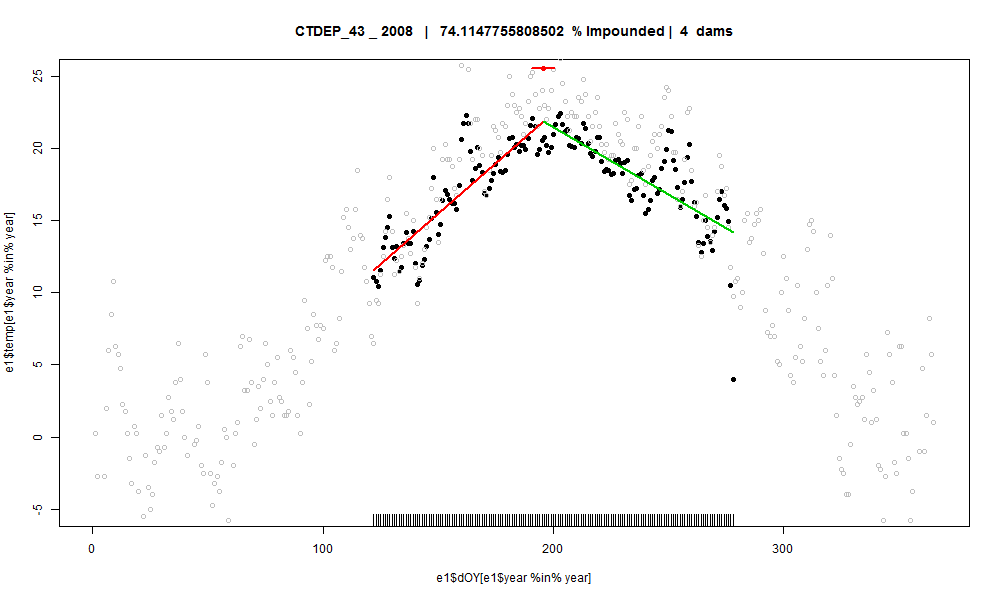 CTDEP_43 _ 2008 | 74.1147755808502 % Impounded | 4 dams
e1$temp[e1$year %in% year]
25
20
15
10
5
0
-5
0 100 200 300
e1$dOY[e1$year %in% year]